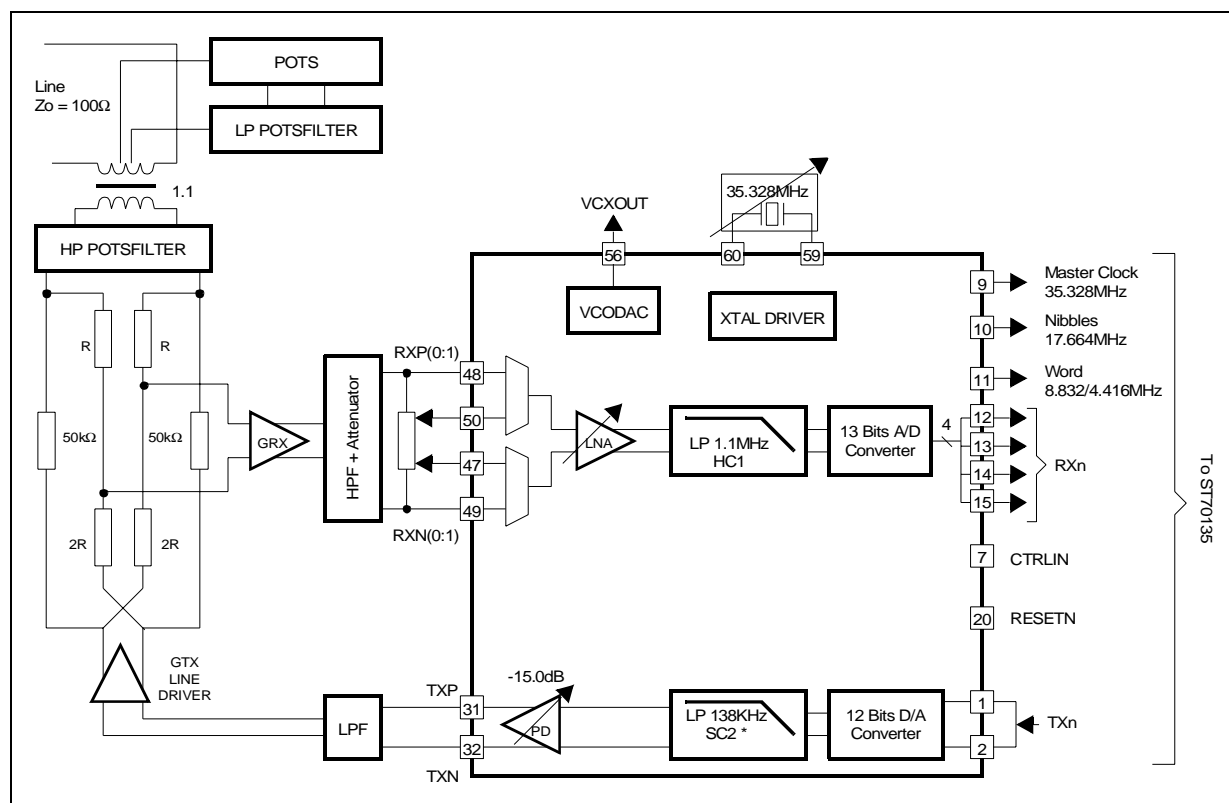 POTS
Line
Zo = 100Ω
LP POTSFILTER
1.1
HP POTSFILTER
35.328MHz
VCXOUT
56
60
59
9
Master Clock
35.328MHz
VCODAC
XTAL DRIVER
10
Nibbles
17.664MHz
R
R
RXP(0:1)
48
11
Word
8.832/4.416MHz
50kΩ
50kΩ
GRX
HPF + Attenuator
50
LNA
LP 1.1MHz
HC1
13 Bits A/D
Converter
4
12
13
14
15
RXn
47
49
RXN(0:1)
2R
2R
To ST70135
7
CTRLIN
20
RESETN
GTX
LINE
DRIVER
-15.0dB
TXP
31
LPF
PD
LP 138KHz
SC2 *
12 Bits D/A
Converter
1
TXn
32
2
TXN